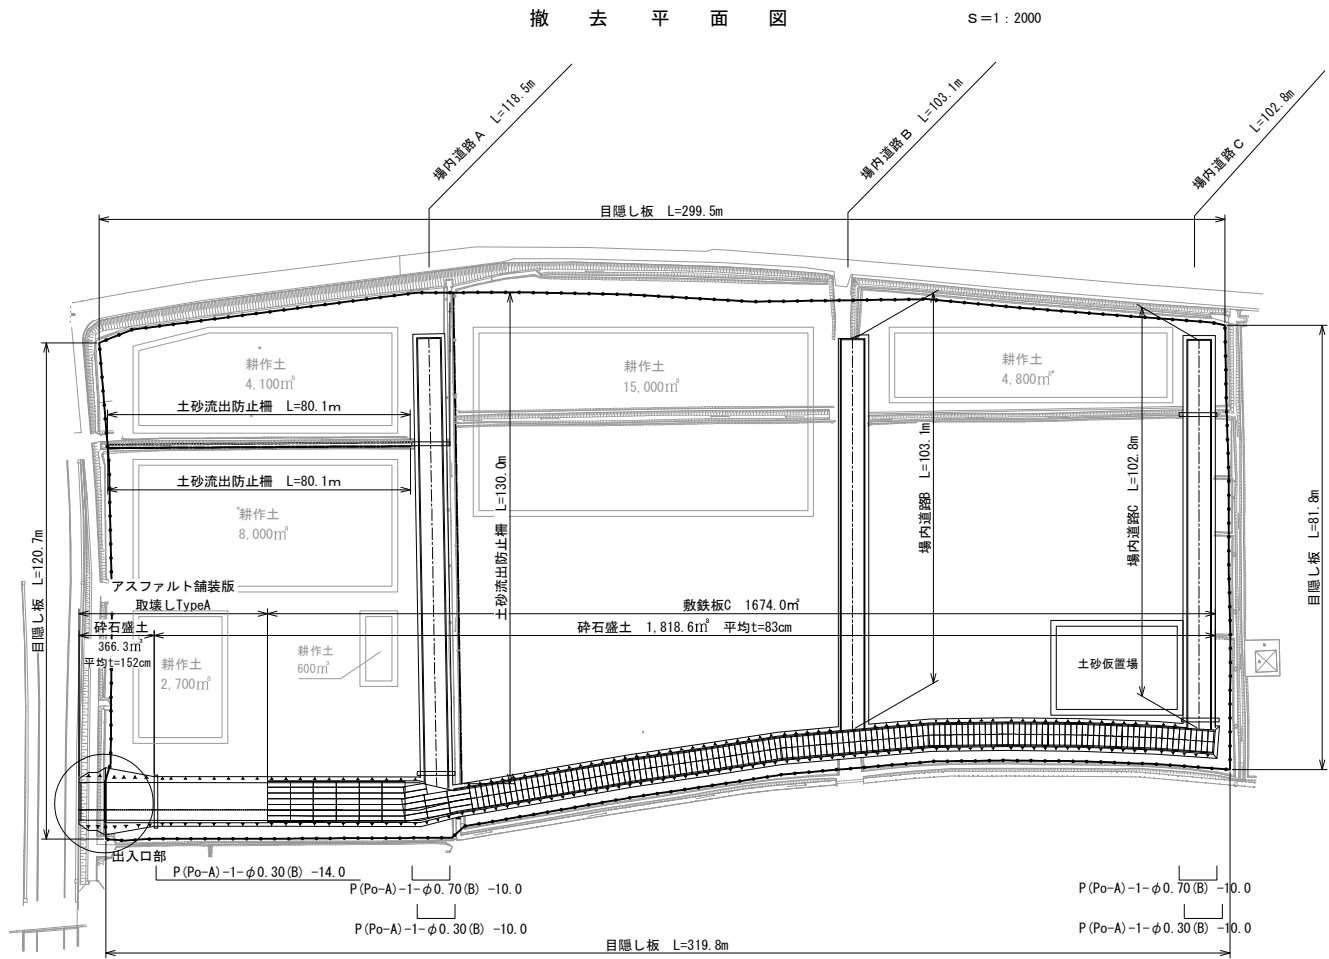 撤去平面図
S=1:2000
場内道路A L=118.5m
場内道路B L=103.1m
場内道路C L=102.8m
目隠し板 L=299.5m
耕作土
4,100㎥
耕作土
15,000㎥
耕作土
4,800㎥
土砂流出防止柵 L=80.1m
土砂流出防止柵 L=80.1m
耕作土
8,000㎥
土砂流出防止柵 L=130.0m
場内道路B L=103.1m
場内道路C L=102.8m
目隠し板 L=120.7m
目隠し板 L=81.8m
アスファルト舗装版
取壊しTypeA
敷鉄板C 1674.0㎡
砕石盛土
366.3㎥
平均t=152cm
砕石盛土 1,818.6㎥ 平均t=83cm
耕作土
2,700㎥
耕作土
600㎥
土砂仮置場
出入口部
P(Po-A)-1-φ0.30(B) -14.0
P(Po-A)-1-φ0.70(B) -10.0
P(Po-A)-1-φ0.30(B) -10.0
P(Po-A)-1-φ0.70(B) -10.0
P(Po-A)-1-φ0.30(B) -10.0
目隠し板 L=319.8m